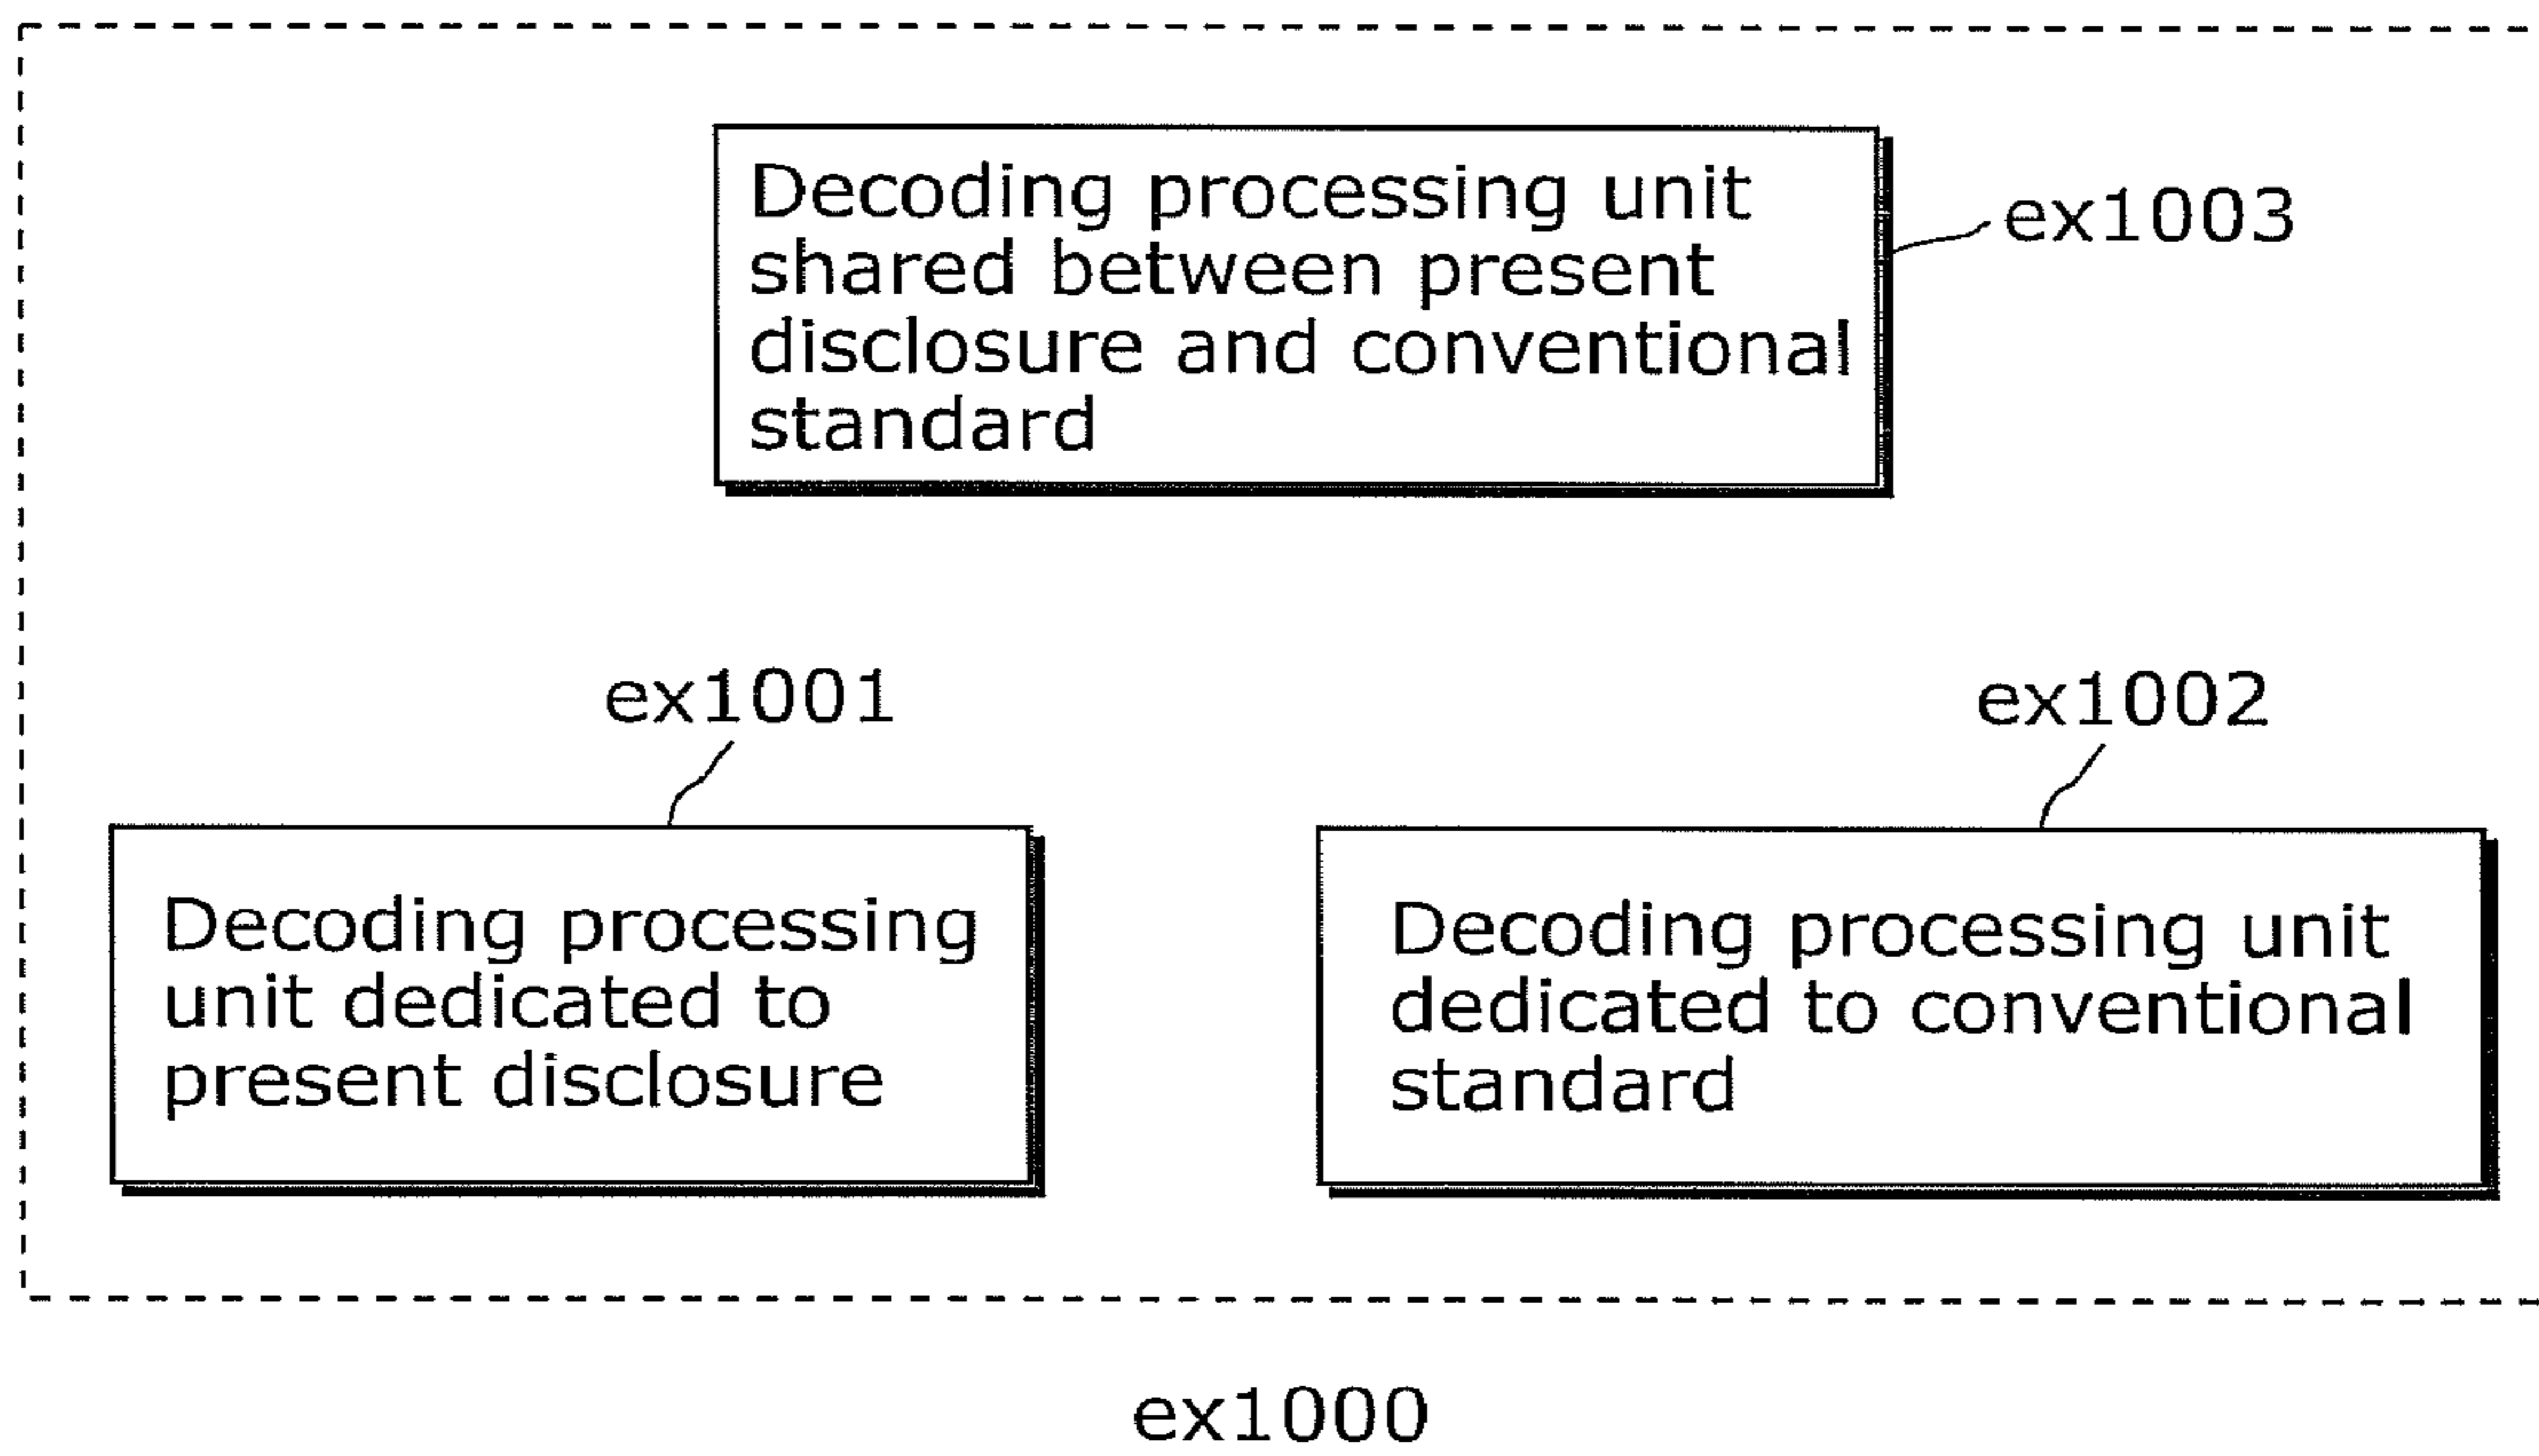 Decoding processing unit
shared between present
disclosure and conventional
standard
ex1003
ex1001
ex1002
Decoding processing
unit dedicated to
present disclosure
Decoding processing unit
dedicated to conventional
standard
ex1000